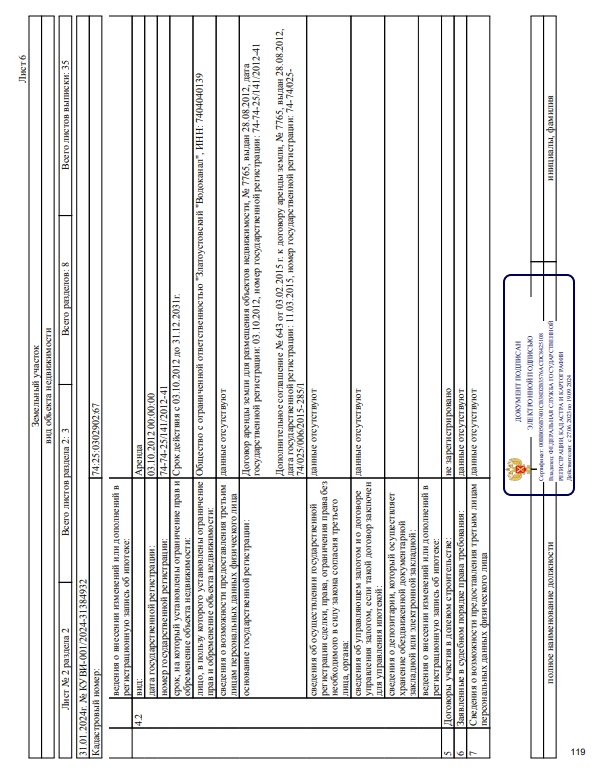 Лист 6
Земельный участок
вид объекта недвижимости
Лист № 2 раздела 2
Всего листов раздела 2: 3
Всего разделов: 8
Всего листов выписки: 35
31.01.2024г. № КУВИ-001/2024-31384932
Кадастровый номер:
74:25:0302902:67
ведения о внесении изменений или дополнений в
регистрационную запись об ипотеке:
4.2
вид:
Аренда
дата государственной регистрации:
03.10.2012 00:00:00
номер государственной регистрации:
74-74-25/141/2012-41
срок, на который установлены ограничение прав и
обременение объекта недвижимости:
Срок действия с 03.10.2012 до 31.12.2031г.
лицо, в пользу которого установлены ограничение
прав и обременение объекта недвижимости:
Общество с ограниченной ответственностью "Златоустовский "Водоканал", ИНН: 7404040139
сведения о возможности предоставления третьим
лицам персональных данных физического лица
данные отсутствуют
основание государственной регистрации:
Договор аренды земли для размещения объектов недвижимости, № 7765, выдан 28.08.2012, дата
государственной регистрации: 03.10.2012, номер государственной регистрации: 74-74-25/141/2012-41
Дополнительное соглашение № 643 от 03.02.2015 г. к договору аренды земли, № 7765, выдан 28.08.2012,
дата государственной регистрации: 11.03.2015, номер государственной регистрации: 74-74/025-
74/025/006/2015-285/1
сведения об осуществлении государственной
регистрации сделки, права, ограничения права без
необходимого в силу закона согласия третьего
лица, органа:
данные отсутствуют
сведения об управляющем залогом и о договоре
управления залогом, если такой договор заключен
для управления ипотекой:
данные отсутствуют
сведения о депозитарии, который осуществляет
хранение обездвиженной документарной
закладной или электронной закладной:
данные отсутствуют
ведения о внесении изменений или дополнений в
регистрационную запись об ипотеке:
данные отсутствуют
5
Договоры участия в долевом строительстве:
не зарегистрировано
6
Заявленные в судебном порядке права требования:
данные отсутствуют
7
Сведения о возможности предоставления третьим лицам
персональных данных физического лица
данные отсутствуют
ДОКУМЕНТ ПОДПИСАН
ЭЛЕКТРОННОЙ ПОДПИСЬЮ
Сертификат:
Владелец: ФЕДЕРАЛЬНАЯ СЛУЖБА ГОСУДАРСТВЕННОЙ
РЕГИСТРАЦИИ, КАДАСТРА И КАРТОГРАФИИ
Действителен: с 27.06.2023 по 19.09.2024
полное наименование должности
инициалы, фамилия
119